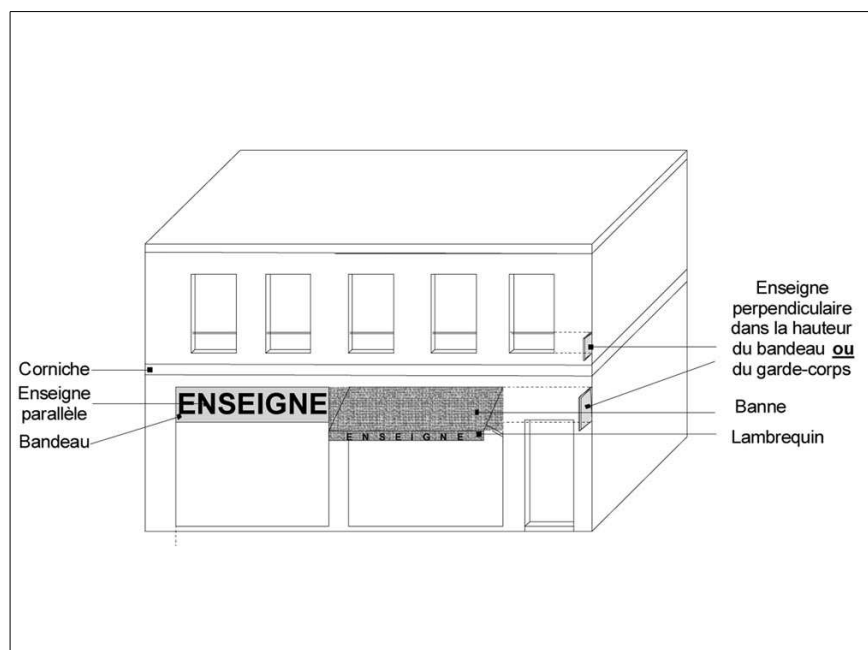 Corniche
Enseigne
parallèle
Bandeau
ENSEIGNE
ENSEIGNE
Enseigne
perpendiculaire
dans la hauteur
du bandeau ou
du garde-corps
Banne
Lambrequin